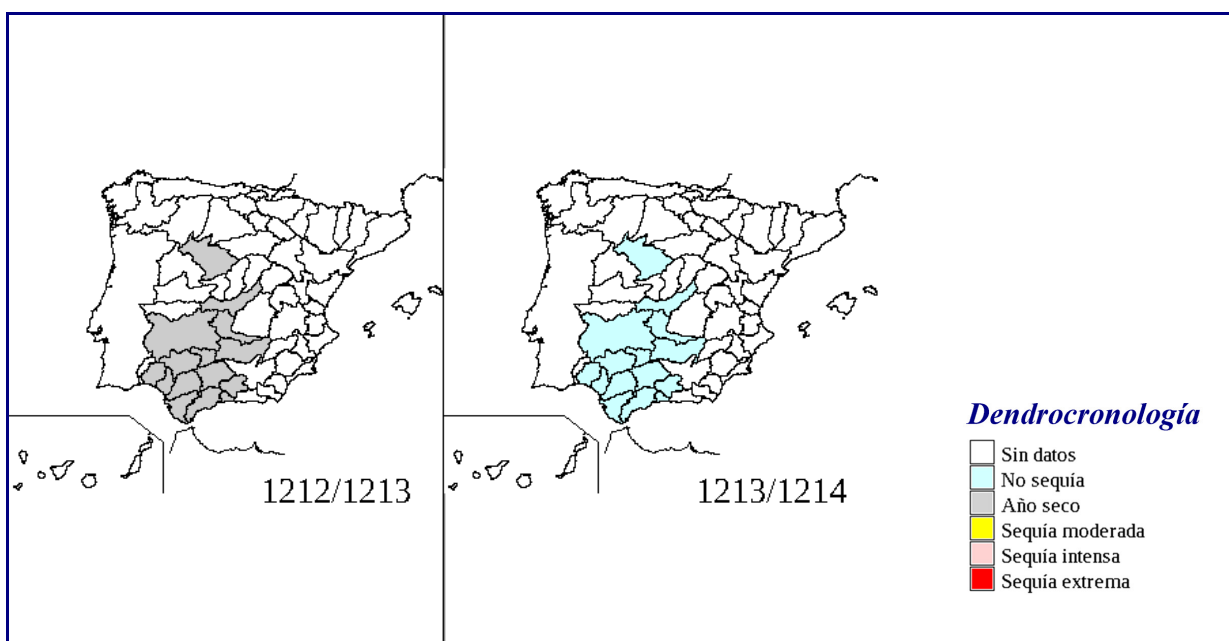 1212/1213
1213/1214
Dendrocronología
Sin datos
No sequía
Año seco
Sequía moderada
Sequía intensa
Sequía extrema